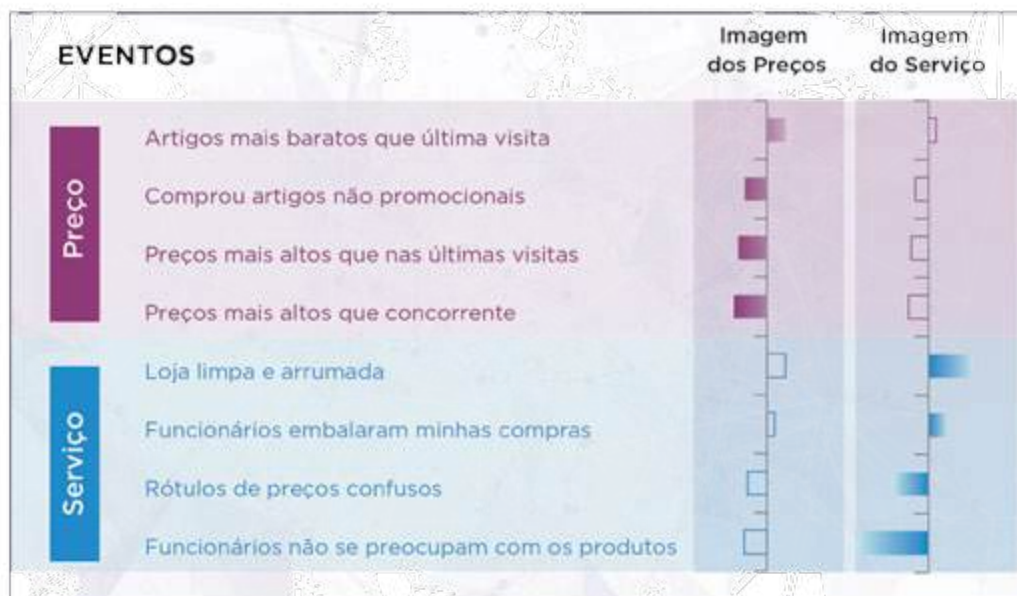 EVENTOS
Imagem
dos Preços
Imagem
do Serviço
Preço
Artigos mais baratos que última visita
Comprou artigos não promocionais
Preços mais altos que nas últimas visitas
Preços mais altos que concorrente
Serviço
Loja limpa e arrumada
Funcionários embalaram minhas compras
Rótulos de preços confusos
Funcionários não se preocupam com os produtos